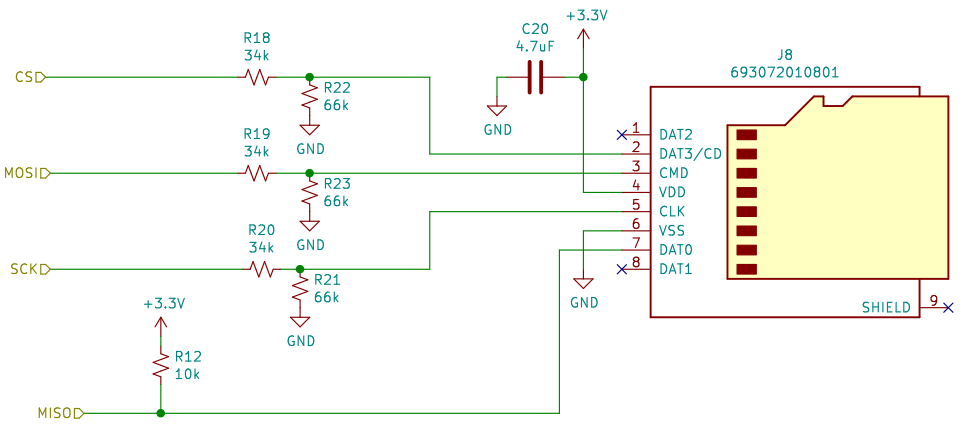 +3.3V
C20
4.7uF
GND
J8
693072010801
R18
34k
CS
R22
66k
GND
R19
34k
MOSI
R23
66k
GND
R20
34k
SCK
R21
66k
GND
+3.3V
R12
10k
MISO
1 DAT2
2 DAT3/CD
3 CMD
4 VDD
5 CLK
6 VSS
7 DAT0
8 DAT1
GND
SHIELD 9